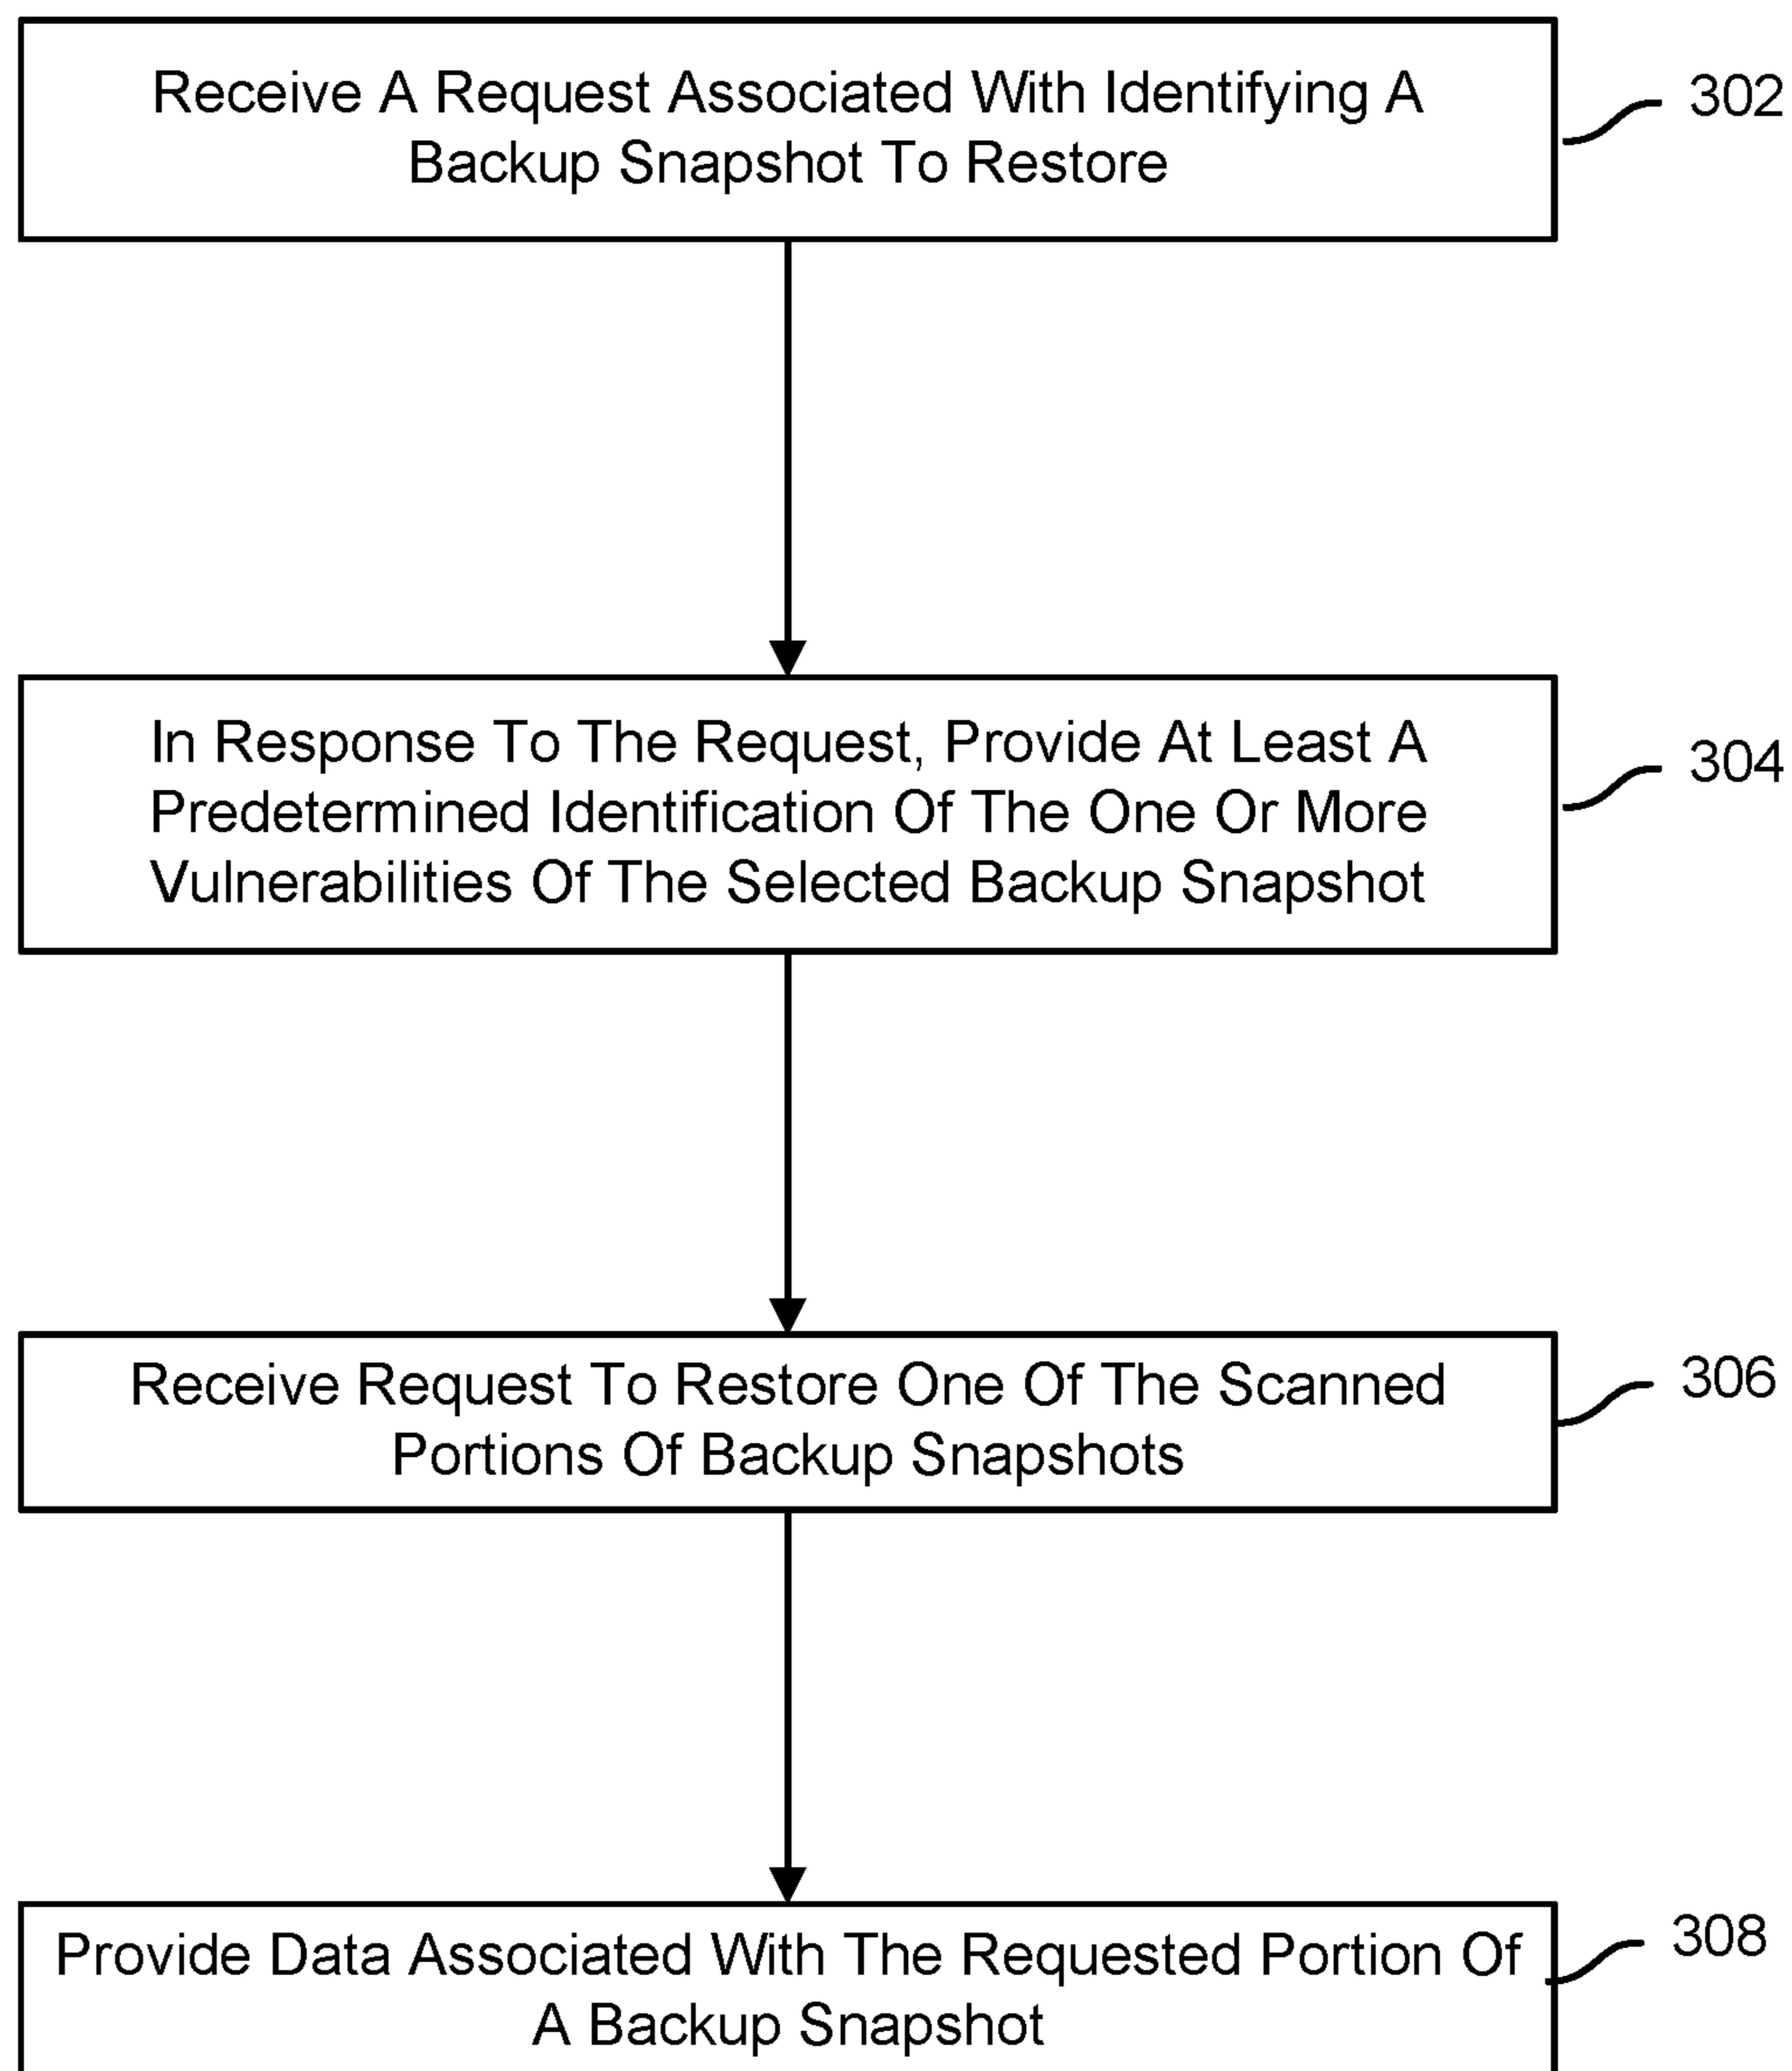 Receive A Request Associated With Identifying A
Backup Snapshot To Restore
302
In Response To The Request, Provide At Least A
Predetermined Identification Of The One Or More
Vulnerabilities Of The Selected Backup Snapshot
304
Receive Request To Restore One Of The Scanned
Portions Of Backup Snapshots
306
Provide Data Associated With The Requested Portion Of
A Backup Snapshot
308